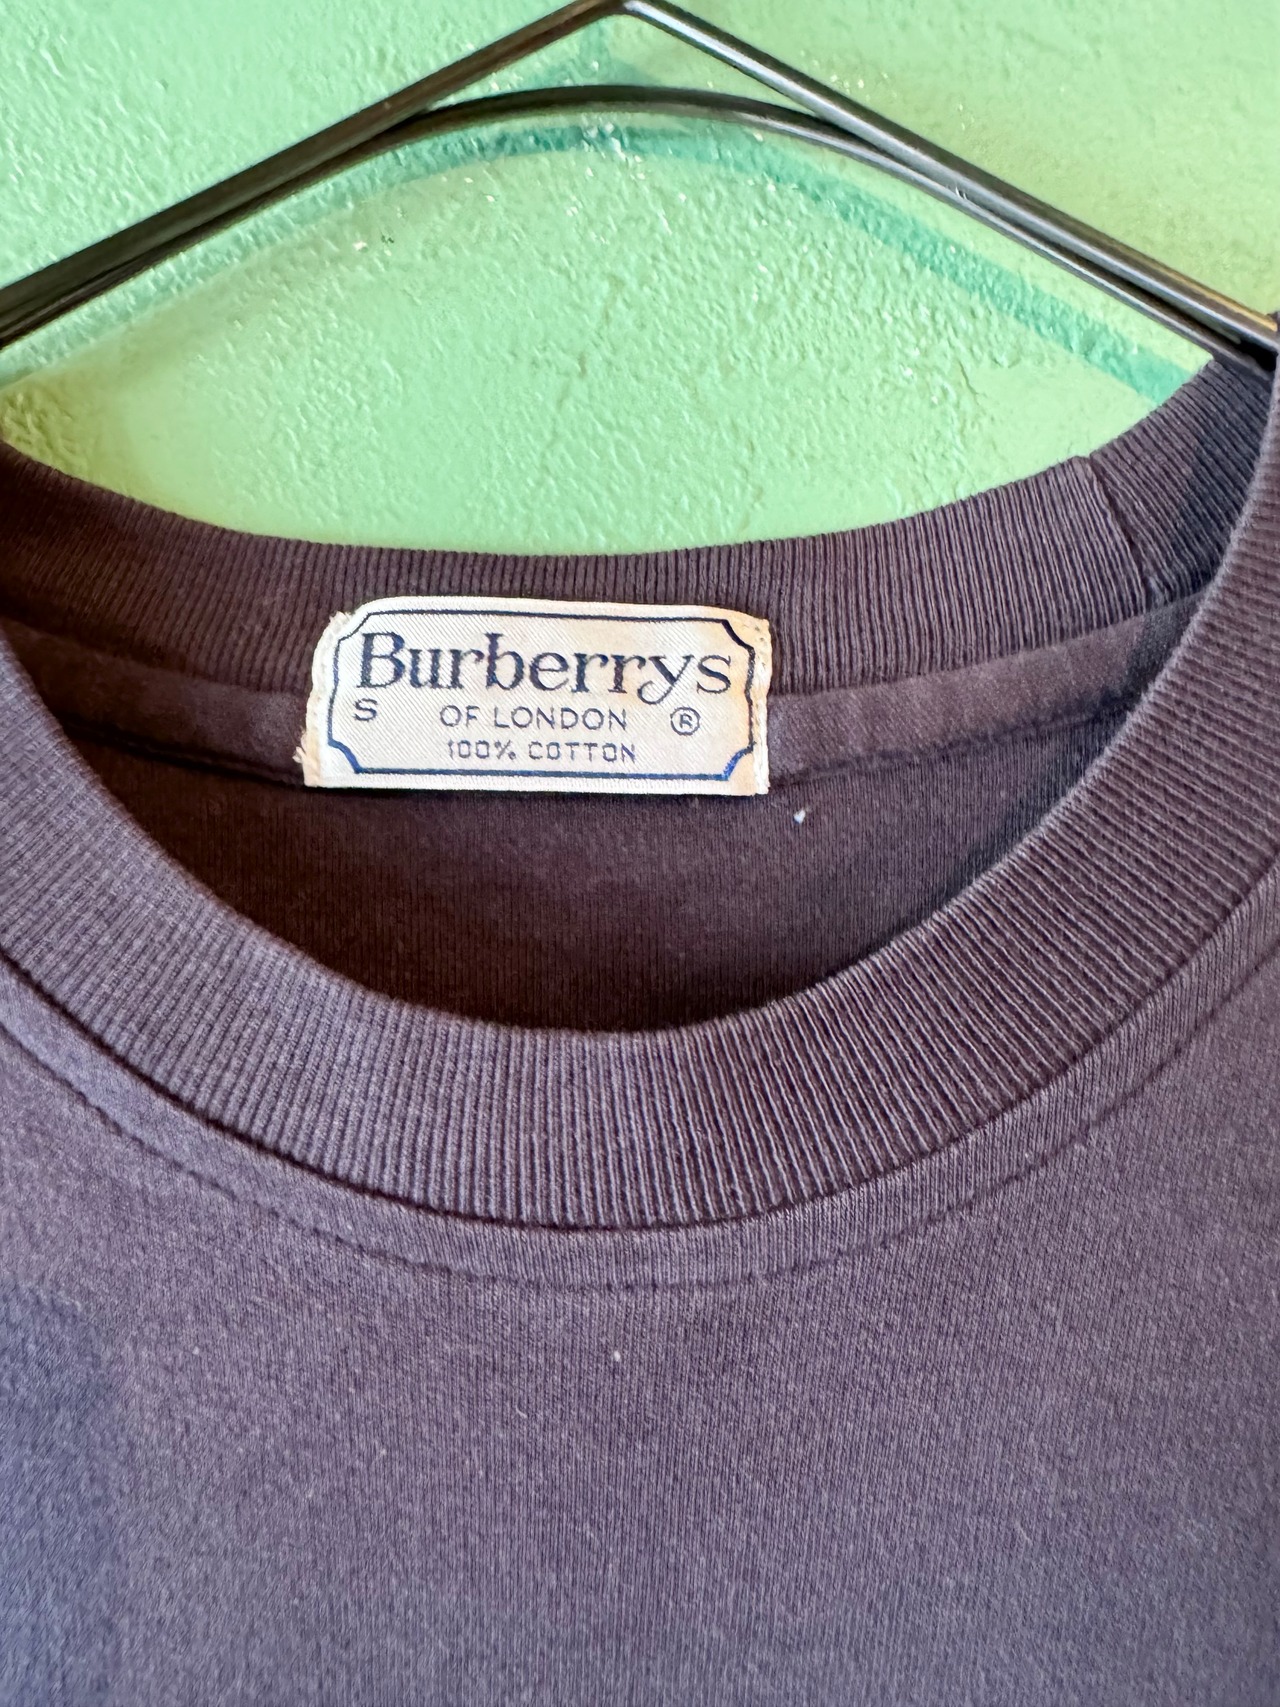 Burberrys
S OF LONDON ®
100% COTTON